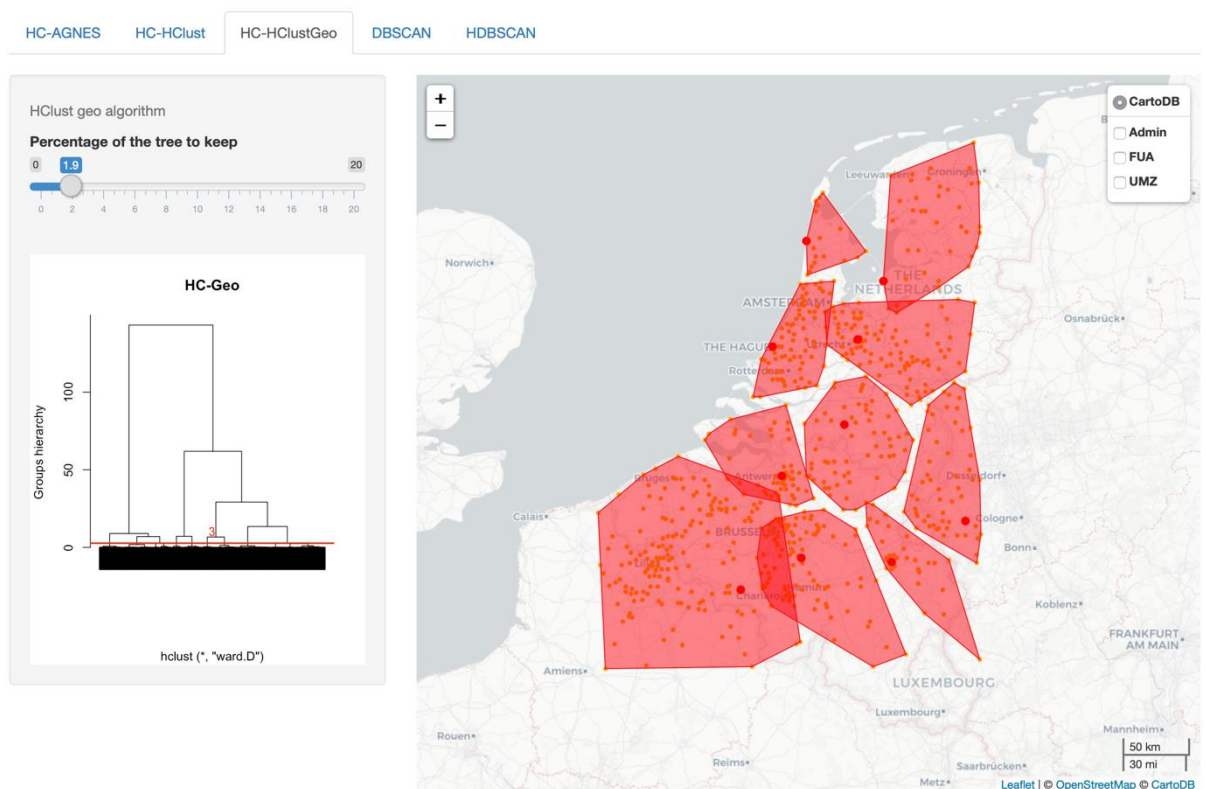 HC-AGNES HC-HClust HC-HClustGeo DBSCAN HDBSCAN
HClust geo algorithm
Percentage of the tree to keep
0 1.9 20
0 2 4 6 8 10 12 14 16 18 20
HC-Geo
Groups hierarchy
0 50 100
3
hclust (*, "ward.D")
+
−
CartoDB
Admin
FUA
UMZ
Leeuwarden
Groningen
Norwich
THE
NETHERLANDS
AMSTERDAM
Osnabrück
THE HAGUE
Utrecht
Rotterdam
Bruges
Antwerp
Dusseldorf
Calais
Cologne
BRUSSELS
Bonn
Lille
Charleroi
Namur
Koblenz
FRANKFURT
AM MAIN
Amiens
LUXEMBOURG
Luxembourg
Mannheim
Rouen
Reims
Saarbrücken
Metz
50 km
30 mi
Leaflet | © OpenStreetMap © CartoDB